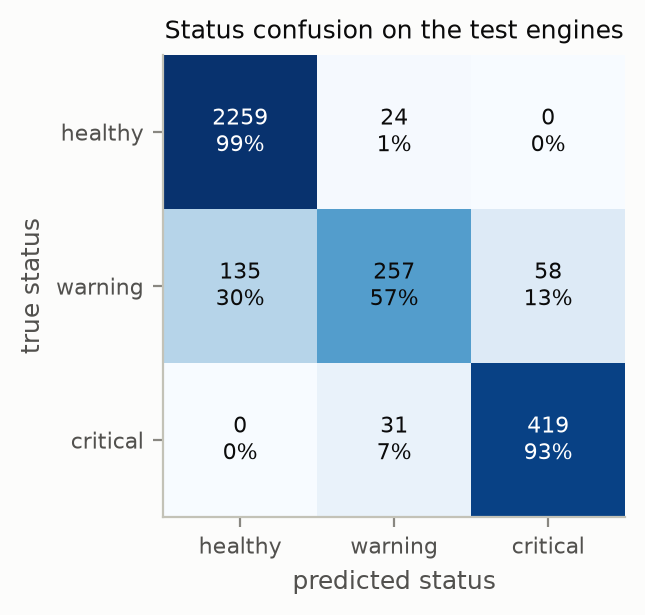 Status confusion on the test engines
true status
healthy
2259
99%
24
1%
0
0%
warning
135
30%
257
57%
58
13%
critical
0
0%
31
7%
419
93%
healthy
warning
critical
predicted status